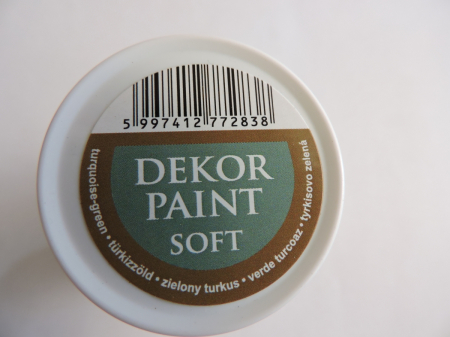 5 997412 772838
DEKOR
PAINT
SOFT
turquoise-green • türkizzöld • zielony turkus • verde turcoaz • tyrkisovo zelená